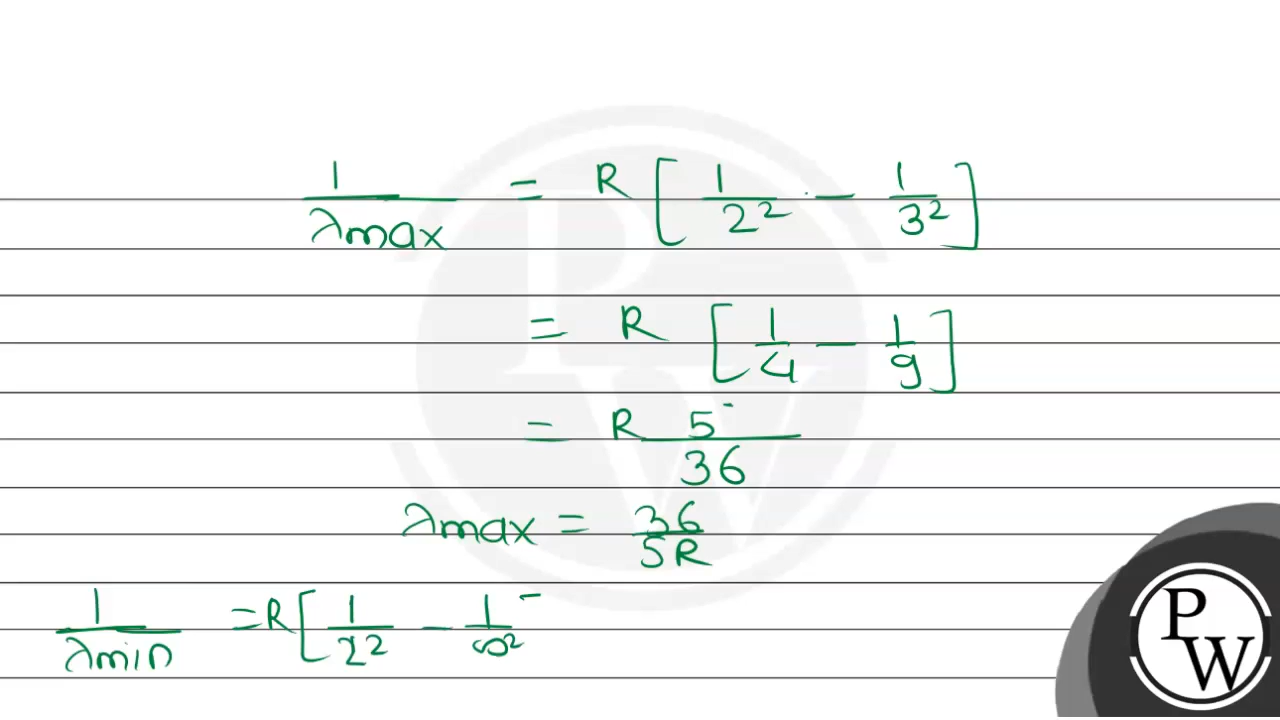 1/λmax = R [1/2² - 1/3²]
= R [1/4 - 1/9]
= R 5/36
λmax = 36/5R
1/λmin = R [1/2² - 1/∞²
PW